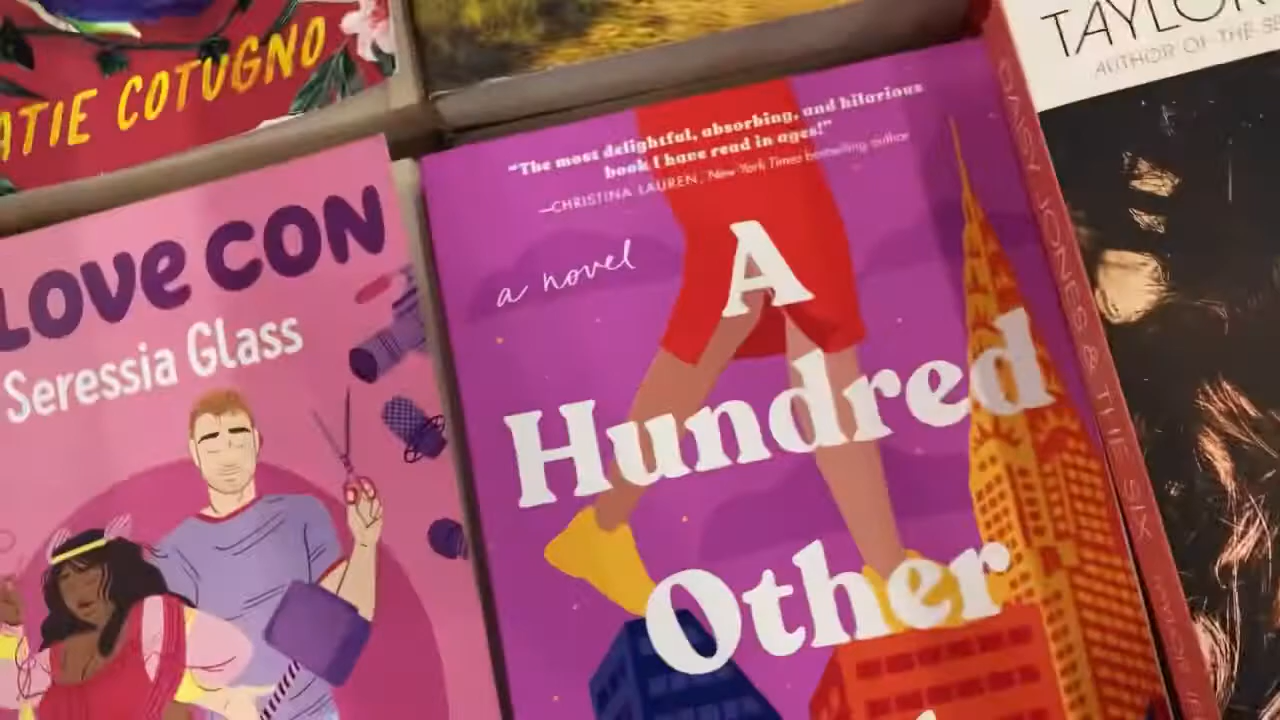 ATIE COTUGNO
LOVE CON
Seressia Glass
“The most delightful, absorbing, and hilarious
book I have read in ages!”
—CHRISTINA LAUREN, New York Times bestselling author
a novel
A
Hundred
Other
TAYLOR
AUTHOR OF THE SE
DAISY JONES & THE SIX